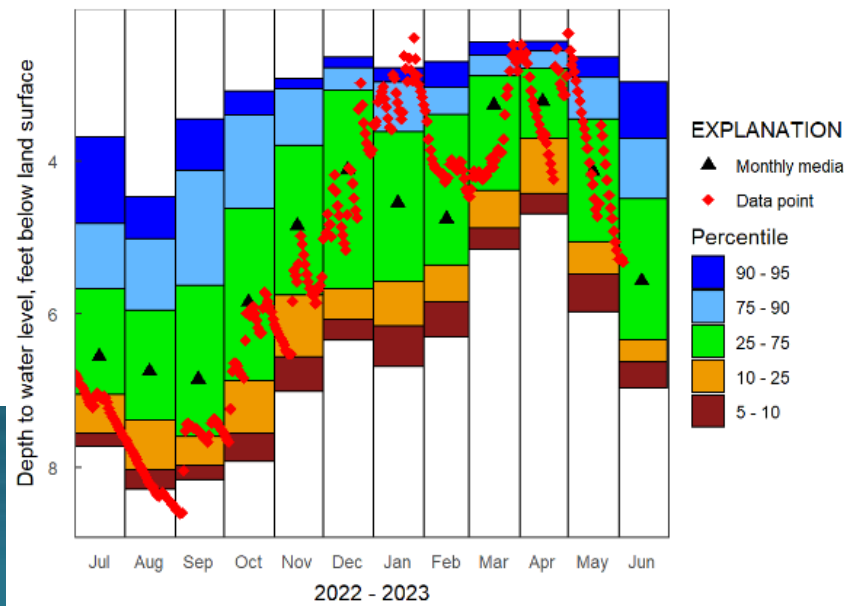 Depth to water level, feet below land surface
4
6
8
Jul Aug Sep Oct Nov Dec Jan Feb Mar Apr May Jun
2022 - 2023
EXPLANATION
Monthly media
Data point
Percentile
90 - 95
75 - 90
25 - 75
10 - 25
5 - 10